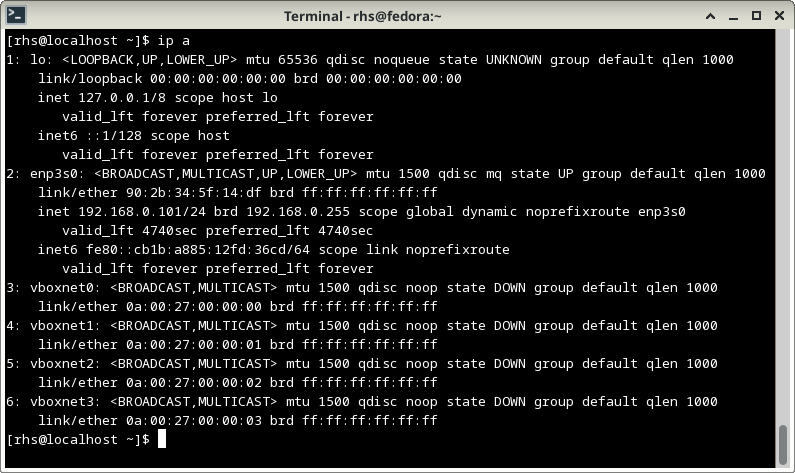 Terminal - rhs@fedora:~
[rhs@localhost ~]$ ip a
1: lo: <LOOPBACK,UP,LOWER_UP> mtu 65536 qdisc noqueue state UNKNOWN group default qlen 1000
    link/loopback 00:00:00:00:00:00 brd 00:00:00:00:00:00
    inet 127.0.0.1/8 scope host lo
       valid_lft forever preferred_lft forever
    inet6 ::1/128 scope host
       valid_lft forever preferred_lft forever
2: enp3s0: <BROADCAST,MULTICAST,UP,LOWER_UP> mtu 1500 qdisc mq state UP group default qlen 1000
    link/ether 90:2b:34:5f:14:df brd ff:ff:ff:ff:ff:ff
    inet 192.168.0.101/24 brd 192.168.0.255 scope global dynamic noprefixroute enp3s0
       valid_lft 4740sec preferred_lft 4740sec
    inet6 fe80::cb1b:a885:12fd:36cd/64 scope link noprefixroute
       valid_lft forever preferred_lft forever
3: vboxnet0: <BROADCAST,MULTICAST> mtu 1500 qdisc noop state DOWN group default qlen 1000
    link/ether 0a:00:27:00:00:00 brd ff:ff:ff:ff:ff:ff
4: vboxnet1: <BROADCAST,MULTICAST> mtu 1500 qdisc noop state DOWN group default qlen 1000
    link/ether 0a:00:27:00:00:01 brd ff:ff:ff:ff:ff:ff
5: vboxnet2: <BROADCAST,MULTICAST> mtu 1500 qdisc noop state DOWN group default qlen 1000
    link/ether 0a:00:27:00:00:02 brd ff:ff:ff:ff:ff:ff
6: vboxnet3: <BROADCAST,MULTICAST> mtu 1500 qdisc noop state DOWN group default qlen 1000
    link/ether 0a:00:27:00:00:03 brd ff:ff:ff:ff:ff:ff
[rhs@localhost ~]$